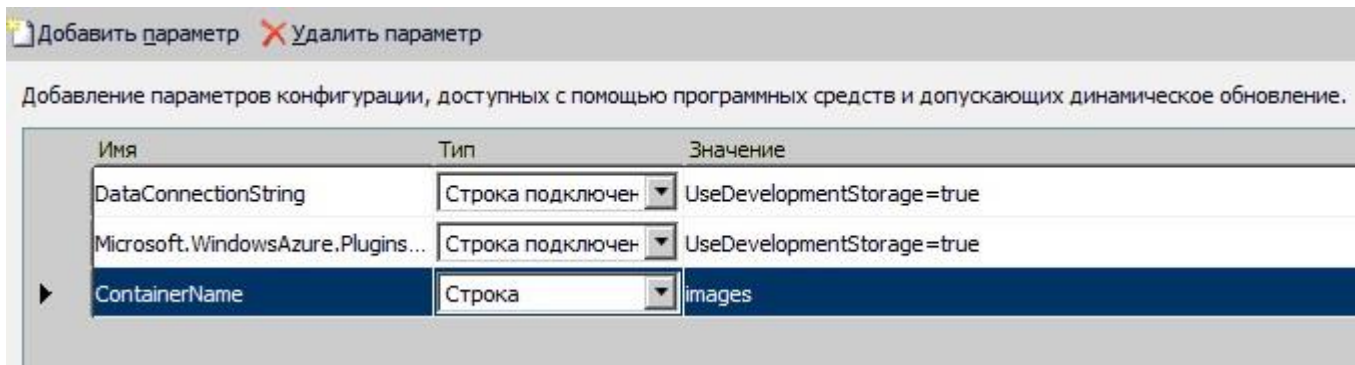 Добавить параметр Удалить параметр
Добавление параметров конфигурации, доступных с помощью программных средств и допускающих динамическое обновление.
Имя Тип Значение
DataConnectionString Строка подключен UseDevelopmentStorage=true
Microsoft.WindowsAzure.Plugins... Строка подключен UseDevelopmentStorage=true
ContainerName Строка images